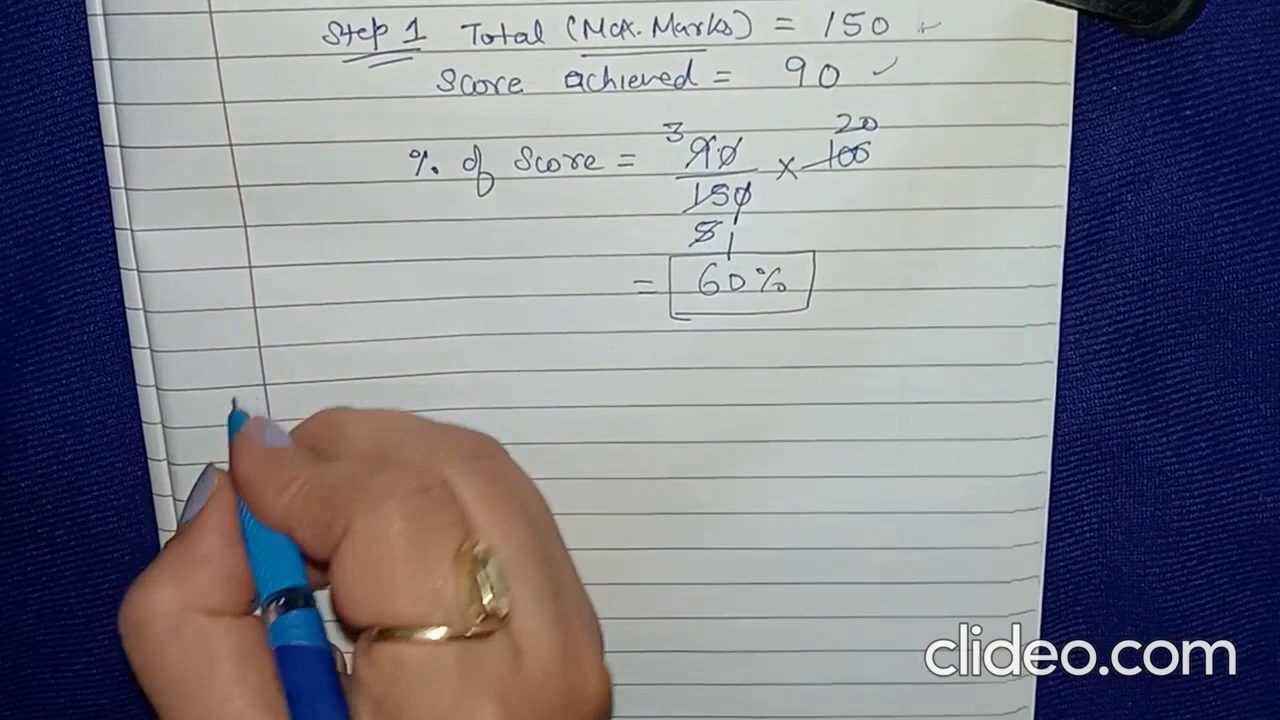 Step 1 Total (Max. Marks) = 150
Score achieved = 90 ✓
20
% of Score = 3 90 × 100
150
5 1
= 60%
clideo.com